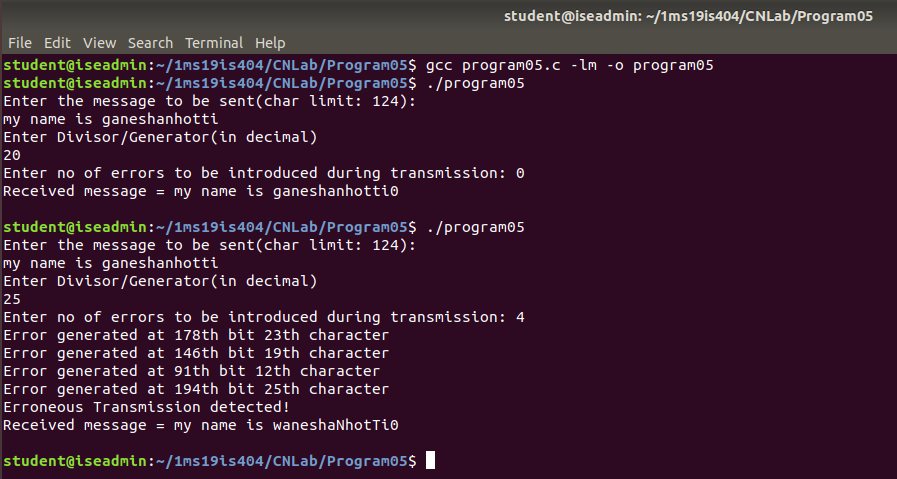 student@iseadmin: ~/1ms19is404/CNLab/Program05
File Edit View Search Terminal Help
student@iseadmin:~/1ms19is404/CNLab/Program05$ gcc program05.c -lm -o program05
student@iseadmin:~/1ms19is404/CNLab/Program05$ ./program05
Enter the message to be sent(char limit: 124):
my name is ganeshanhotti
Enter Divisor/Generator(in decimal)
20
Enter no of errors to be introduced during transmission: 0
Received message = my name is ganeshanhotti0
student@iseadmin:~/1ms19is404/CNLab/Program05$ ./program05
Enter the message to be sent(char limit: 124):
my name is ganeshanhotti
Enter Divisor/Generator(in decimal)
25
Enter no of errors to be introduced during transmission: 4
Error generated at 178th bit 23th character
Error generated at 146th bit 19th character
Error generated at 91th bit 12th character
Error generated at 194th bit 25th character
Erroneous Transmission detected!
Received message = my name is waneshaNhotTi0
student@iseadmin:~/1ms19is404/CNLab/Program05$